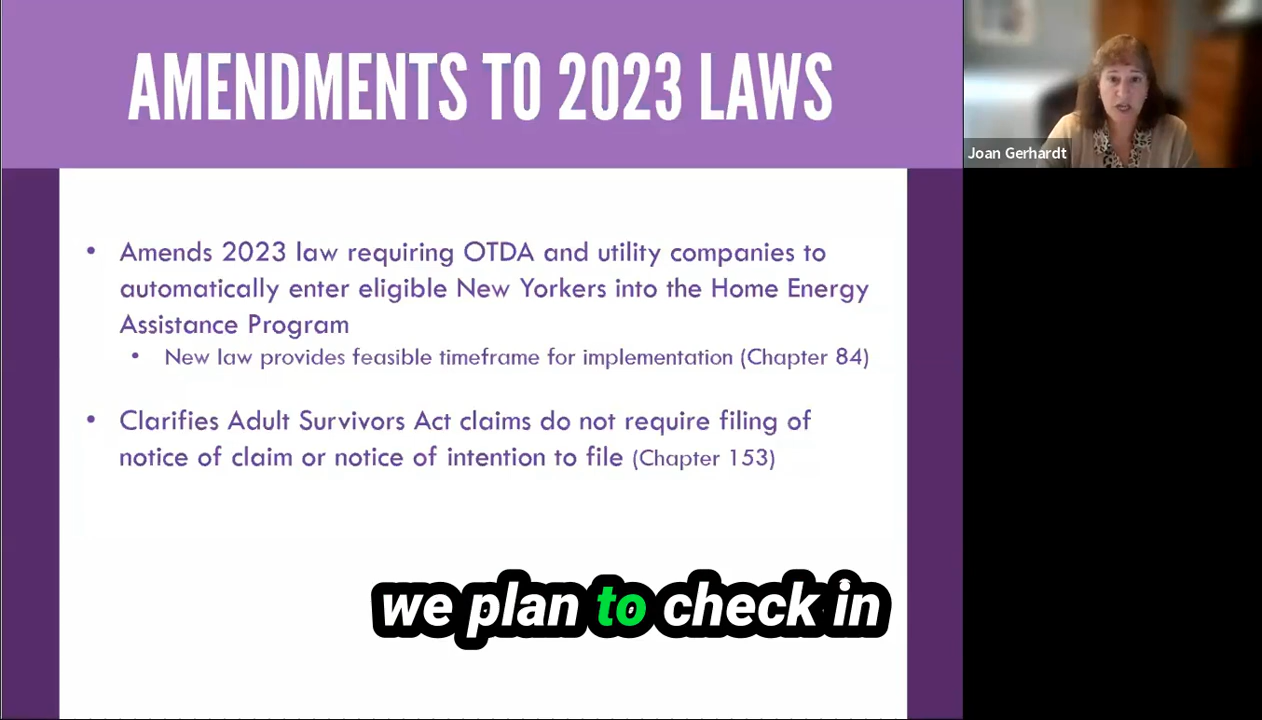 AMENDMENTS TO 2023 LAWS
Joan Gerhardt
• Amends 2023 law requiring OTDA and utility companies to
automatically enter eligible New Yorkers into the Home Energy
Assistance Program
• New law provides feasible timeframe for implementation (Chapter 84)
• Clarifies Adult Survivors Act claims do not require filing of
notice of claim or notice of intention to file (Chapter 153)
we plan to check in